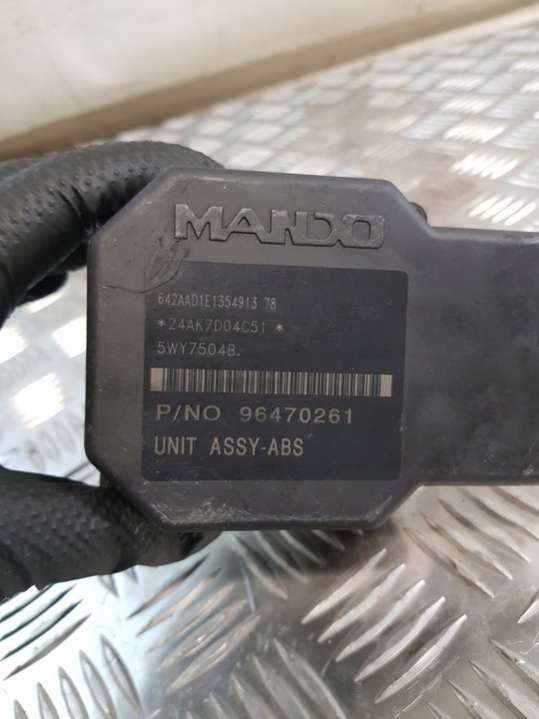 MANDO
642AAD1E1354913 78
*24AK7D04C51 *
5WY7504B.
P/NO 96470261
UNIT ASSY-ABS